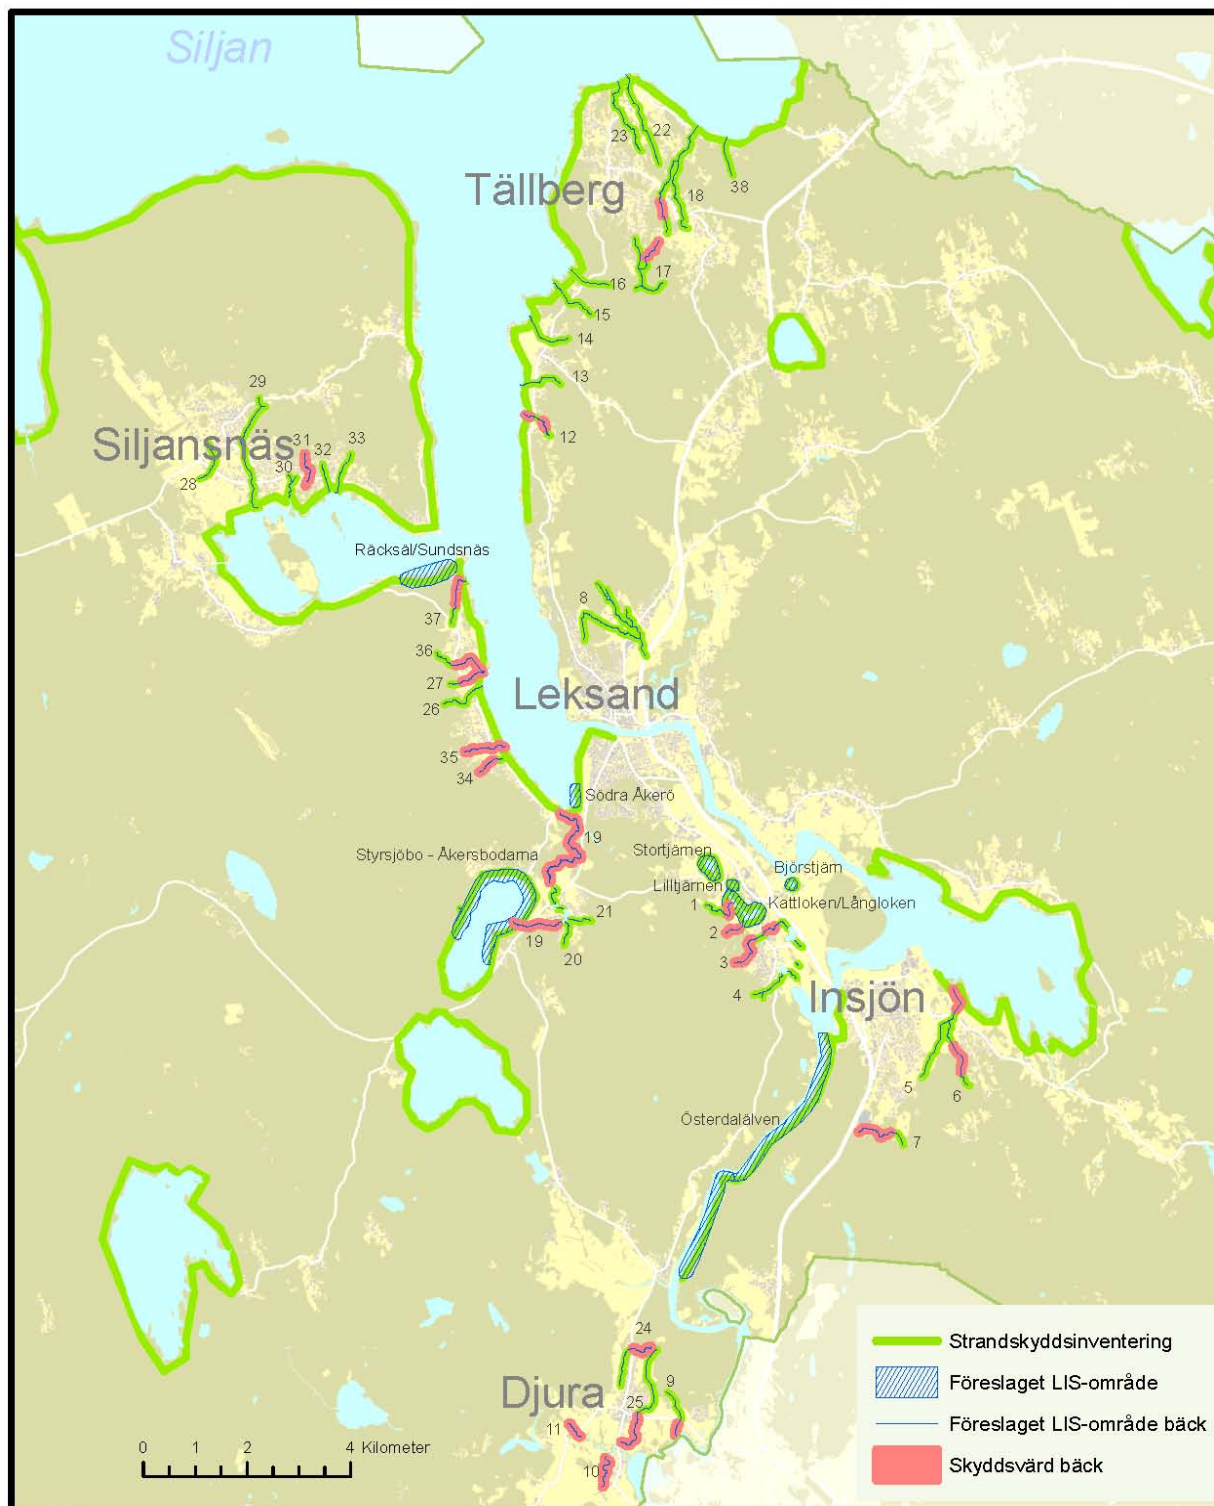 Siljan
23
22
Tällberg
18
38
17
16
15
14
13
12
29
Siljansnäs
31
32
33
30
28
Räcksäl/Sundsnäs
8
37
36
27
26
Leksand
35
34
Södra Åkerö
19
Styrsjöbo - Åkersbodarna
Stortjärnen
Björstjärn
Lilltjärnen
Kattloken/Långloken
1
21
2
19
20
3
4
Insjön
5
6
Österdalälven
7
24
Djura
9
25
11
10
0 1 2 4 Kilometer
Strandskyddsinventering
Föreslaget LIS-område
Föreslaget LIS-område bäck
Skyddsvärd bäck